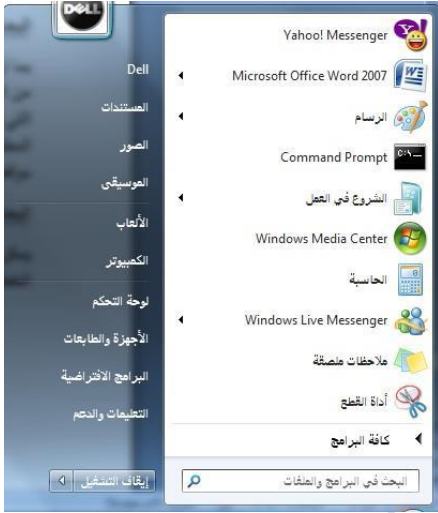 Yahoo! Messenger
Microsoft Office Word 2007
الرسام
Command Prompt
الشروع في العمل
Windows Media Center
الحاسبة
Windows Live Messenger
ملاحظات ملصقة
أداة القطع
كافة البرامج
البحث في البرامج والملفات
DELL
Dell
المستندات
الصور
الموسيقى
الألعاب
الكمبيوتر
لوحة التحكم
الأجهزة والطابعات
البرامج الافتراضية
التعليمات والدعم
إيقاف التشغيل